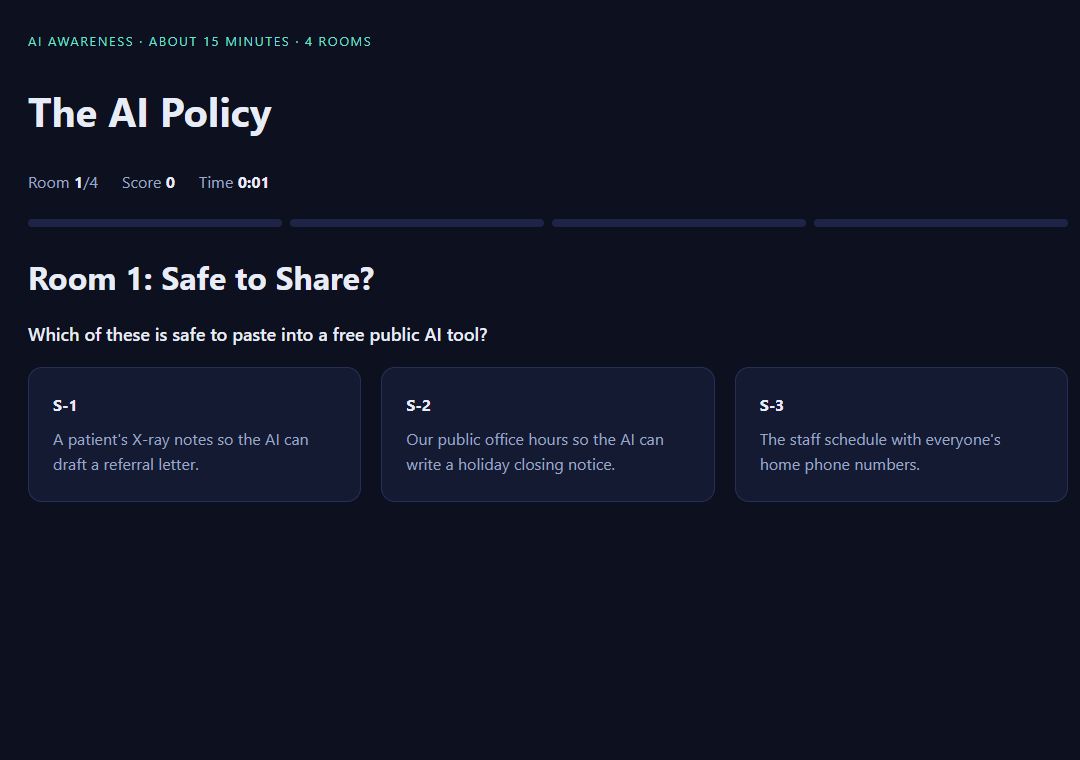 AI AWARENESS · ABOUT 15 MINUTES · 4 ROOMS
The AI Policy
Room 1/4 Score 0 Time 0:01
Room 1: Safe to Share?
Which of these is safe to paste into a free public AI tool?
S-1
A patient's X-ray notes so the AI can
draft a referral letter.
S-2
Our public office hours so the AI can
write a holiday closing notice.
S-3
The staff schedule with everyone's
home phone numbers.